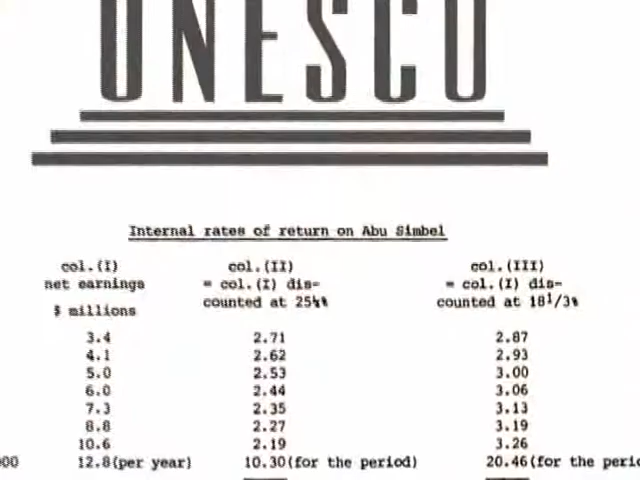 UNESCO
Internal rates of return on Abu Simbel
col.(I) col.(II) col.(III)
net earnings = col.(I) dis- = col.(I) dis-
$ millions counted at 25¼% counted at 18¹/3%
3.4 2.71 2.87
4.1 2.62 2.93
5.0 2.53 3.00
6.0 2.44 3.06
7.3 2.35 3.13
8.8 2.27 3.19
10.6 2.19 3.26
12.8(per year) 10.30(for the period) 20.46(for the